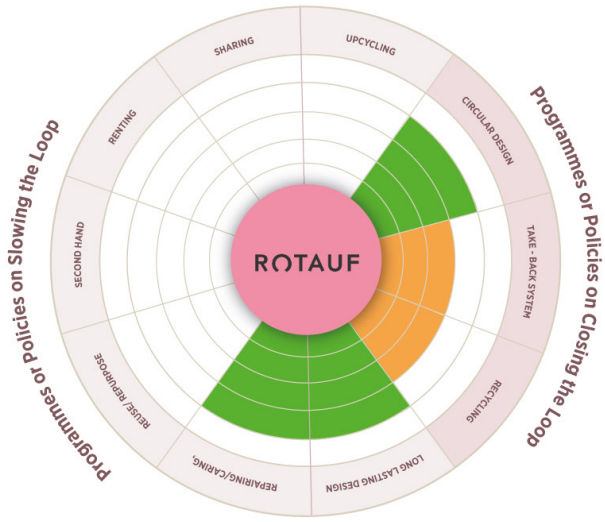 SHARING
UPCYCLING
CIRCULAR DESIGN
TAKE - BACK SYSTEM
RECYCLING
LONG LASTING DESIGN
REPAIRING/CARING,
REUSE/ REPURPOSE
SECOND HAND
RENTING
Programmes or Policies on Slowing the Loop
Programmes or Policies on Closing the Loop
ROTAUF